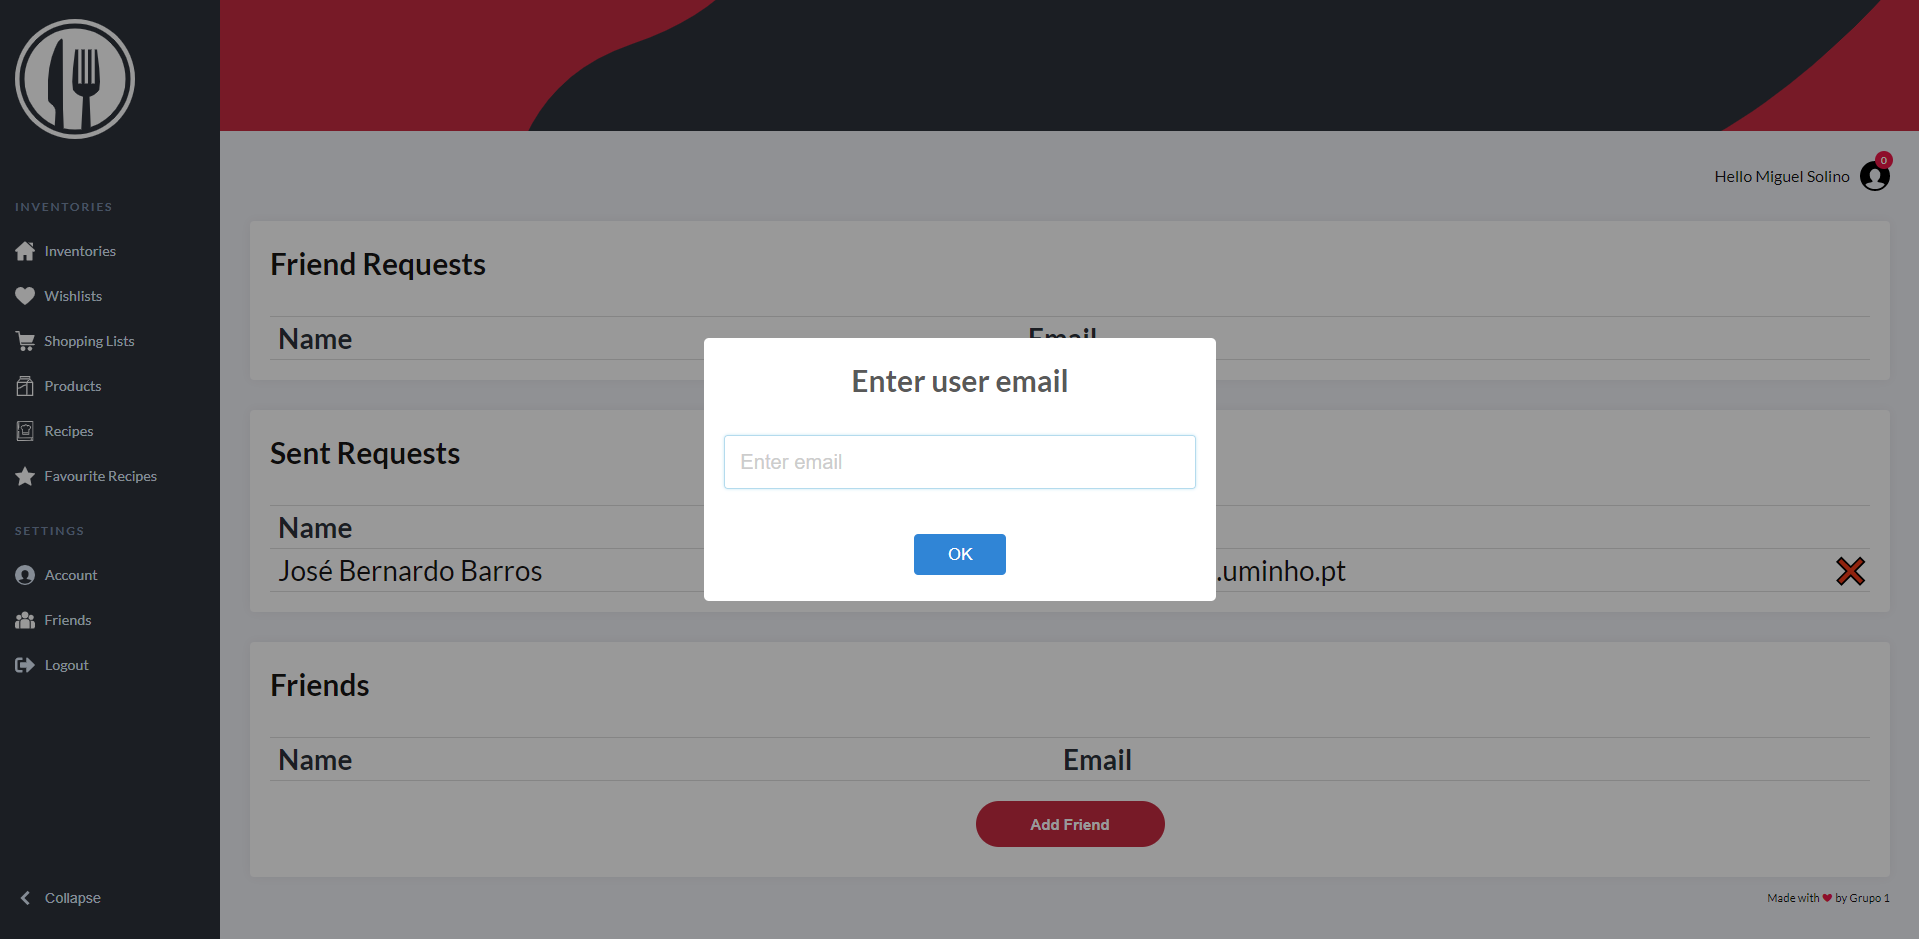 INVENTORIES
Inventories
Wishlists
Shopping Lists
Products
Recipes
Favourite Recipes
SETTINGS
Account
Friends
Logout
Collapse
0
Hello Miguel Solino
Friend Requests
Name Email
Sent Requests
Name
José Bernardo Barros .uminho.pt
Enter user email
Enter email
OK
Friends
Name Email
Add Friend
Made with ❤ by Grupo 1